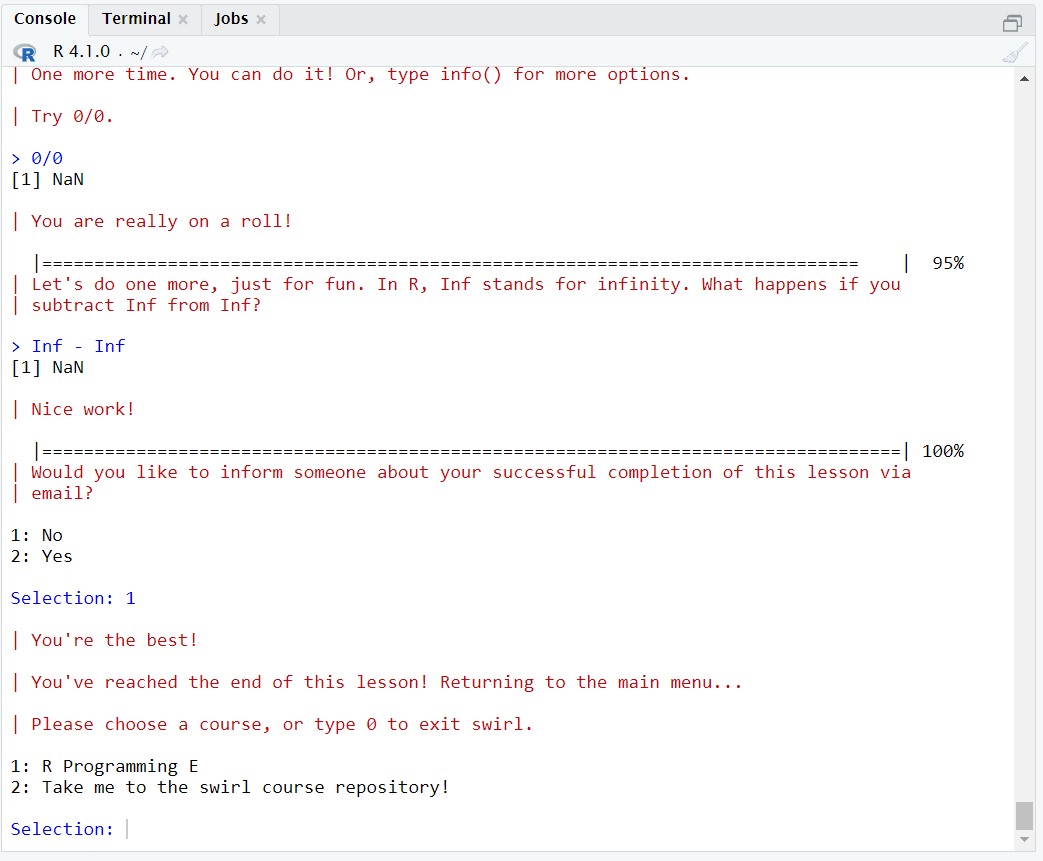 Console Terminal Jobs
R 4.1.0 . ~/
| One more time. You can do it! Or, type info() for more options.
| Try 0/0.
> 0/0
[1] NaN
| You are really on a roll!
|============================================================================== | 95%
| Let's do one more, just for fun. In R, Inf stands for infinity. What happens if you
| subtract Inf from Inf?
> Inf - Inf
[1] NaN
| Nice work!
|==================================================================================| 100%
| Would you like to inform someone about your successful completion of this lesson via
| email?
1: No
2: Yes
Selection: 1
| You're the best!
| You've reached the end of this lesson! Returning to the main menu...
| Please choose a course, or type 0 to exit swirl.
1: R Programming E
2: Take me to the swirl course repository!
Selection: